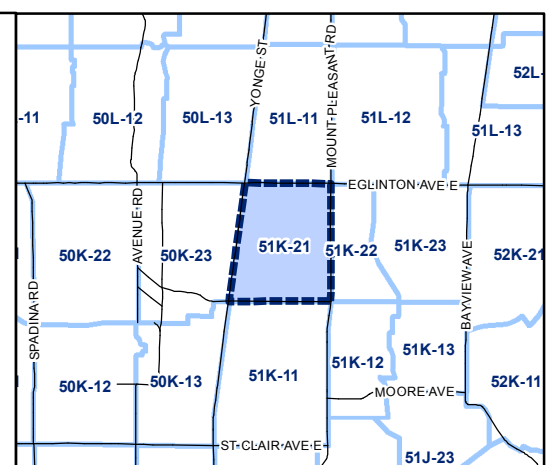 YONGE ST
MOUNT PLEASANT RD
52L-
-11
50L-12
50L-13
51L-11
51L-12
51L-13
EGLINTON AVE E
AVENUE RD
50K-22
50K-23
51K-21
51K-22
51K-23
52K-21
SPADINA RD
BAYVIEW AVE
51K-13
51K-12
50K-12
50K-13
51K-11
52K-11
MOORE AVE
ST CLAIR AVE E
51J-23